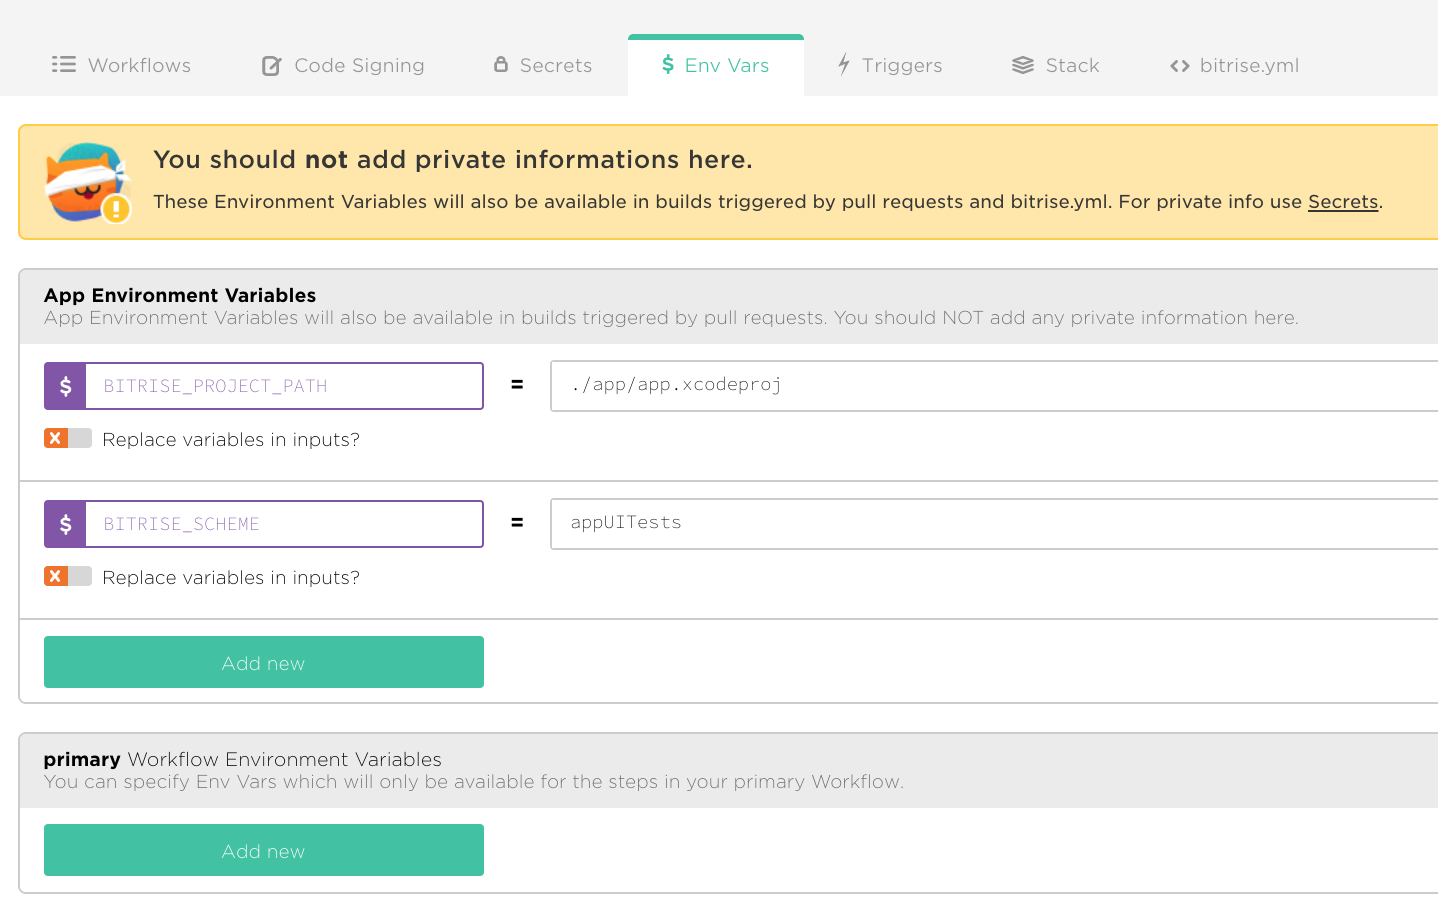 Workflows Code Signing Secrets $ Env Vars Triggers Stack <> bitrise.yml
You should not add private informations here.
These Environment Variables will also be available in builds triggered by pull requests and bitrise.yml. For private info use Secrets.
App Environment Variables
App Environment Variables will also be available in builds triggered by pull requests. You should NOT add any private information here.
$ BITRISE_PROJECT_PATH = ./app/app.xcodeproj
X Replace variables in inputs?
$ BITRISE_SCHEME = appUITests
X Replace variables in inputs?
Add new
primary Workflow Environment Variables
You can specify Env Vars which will only be available for the steps in your primary Workflow.
Add new